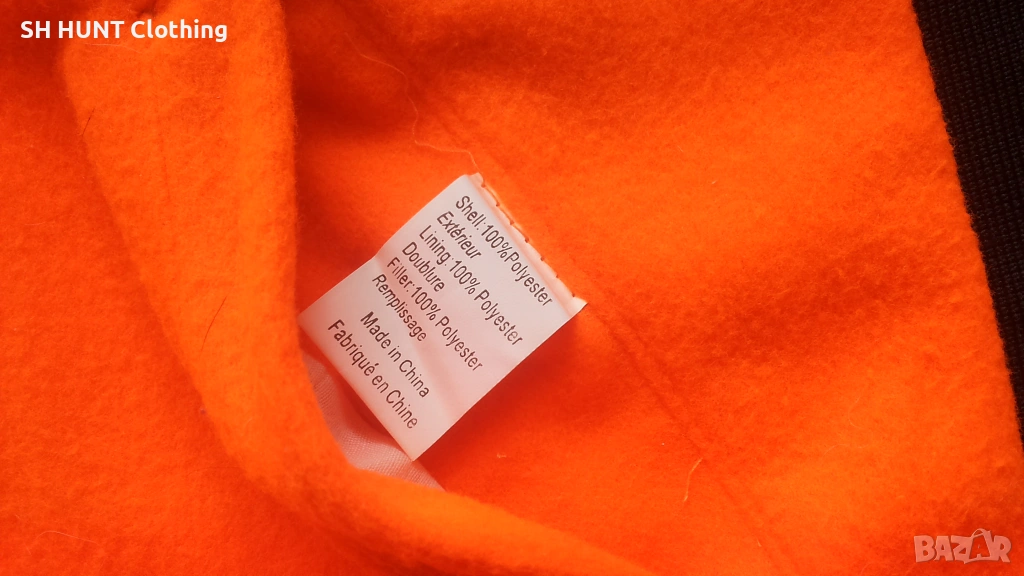 SH HUNT Clothing
Shell:100%Polyester
Extérieur
Lining 100% Polyester
Doublire
Filler:100% Polyester
Remplissage
Made in China
Fabriqué en Chine
BAZAR